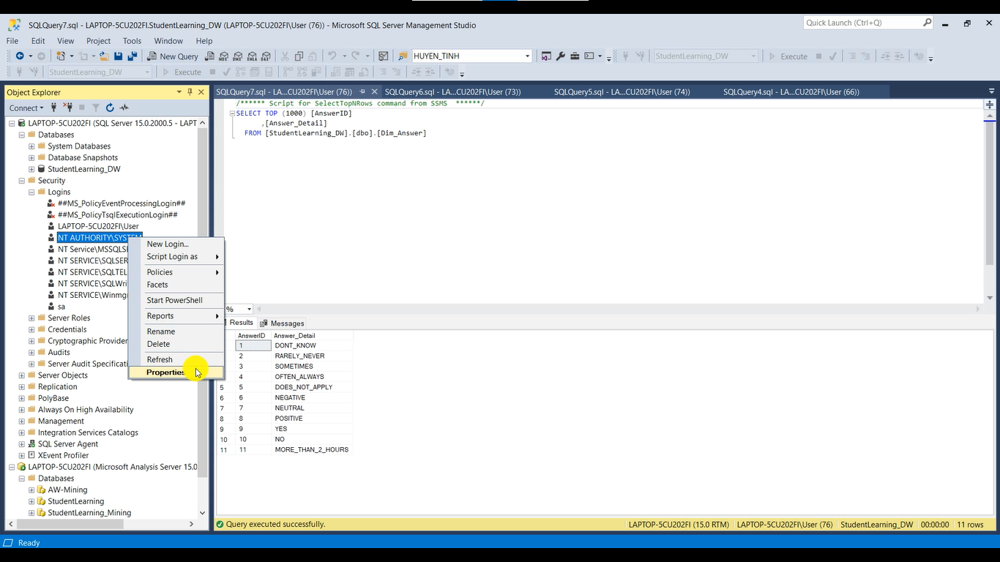 SQLQuery7.sql - LAPTOP-5CU202FI.StudentLearning_DW (LAPTOP-5CU202FI\User (76)) - Microsoft SQL Server Management Studio
Quick Launch (Ctrl+Q)
File Edit View Project Tools Window Help
New Query
MDX DMX XMLA DAX
HUYEN_TINH
StudentLearning_DW
Execute
StudentLearning_DW
Execute
Object Explorer
Connect
LAPTOP-5CU202FI (SQL Server 15.0.2000.5 - LAPT
Databases
System Databases
Database Snapshots
StudentLearning_DW
Security
Logins
##MS_PolicyEventProcessingLogin##
##MS_PolicyTsqlExecutionLogin##
LAPTOP-5CU202FI\User
NT AUTHORITY\SYSTEM
NT Service\MSSQLSE
NT SERVICE\SQLSER
NT SERVICE\SQLTEL
NT SERVICE\SQLWri
NT SERVICE\Winmg
sa
Server Roles
Credentials
Cryptographic Provider
Audits
Server Audit Specificati
Server Objects
Replication
PolyBase
Always On High Availability
Management
Integration Services Catalogs
SQL Server Agent
XEvent Profiler
LAPTOP-5CU202FI (Microsoft Analysis Server 15.0
Databases
AW-Mining
StudentLearning
StudentLearning_Mining
New Login...
Script Login as
Policies
Facets
Start PowerShell
Reports
Rename
Delete
Refresh
Properties
SQLQuery7.sql - LA...CU202FI\User (76)) SQLQuery6.sql - LA...CU202FI\User (73)) SQLQuery5.sql - LA...CU202FI\User (74)) SQLQuery4.sql - LA...CU202FI\User (66))
/****** Script for SelectTopNRows command from SSMS ******/
SELECT TOP (1000) [AnswerID]
,[Answer_Detail]
FROM [StudentLearning_DW].[dbo].[Dim_Answer]
%
Results Messages
AnswerID Answer_Detail
1 DONT_KNOW
2 RARELY_NEVER
3 SOMETIMES
4 OFTEN_ALWAYS
5 5 DOES_NOT_APPLY
6 6 NEGATIVE
7 7 NEUTRAL
8 8 POSITIVE
9 9 YES
10 10 NO
11 11 MORE_THAN_2_HOURS
Query executed successfully. LAPTOP-5CU202FI (15.0 RTM) LAPTOP-5CU202FI\User (76) StudentLearning_DW 00:00:00 11 rows
Ready